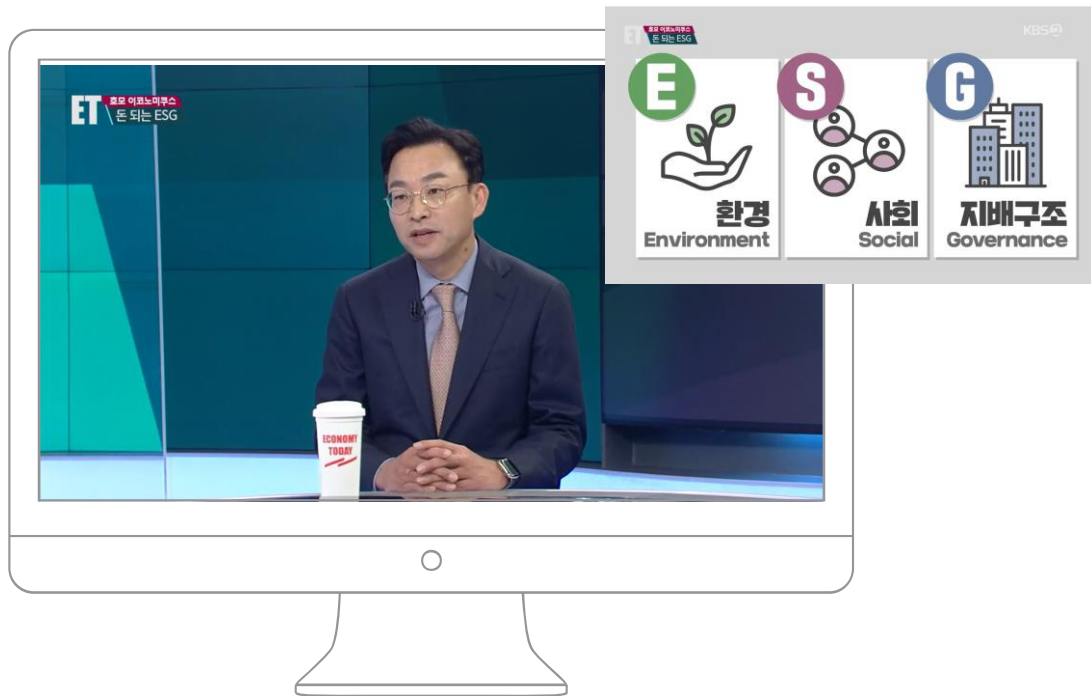 ET
호모 이코노미쿠스
돈 되는 ESG
ECONOMY
TODAY
ET
호모 이코노미쿠스
돈 되는 ESG
KBS2
E
S
G
환경
Environment
사회
Social
지배구조
Governance